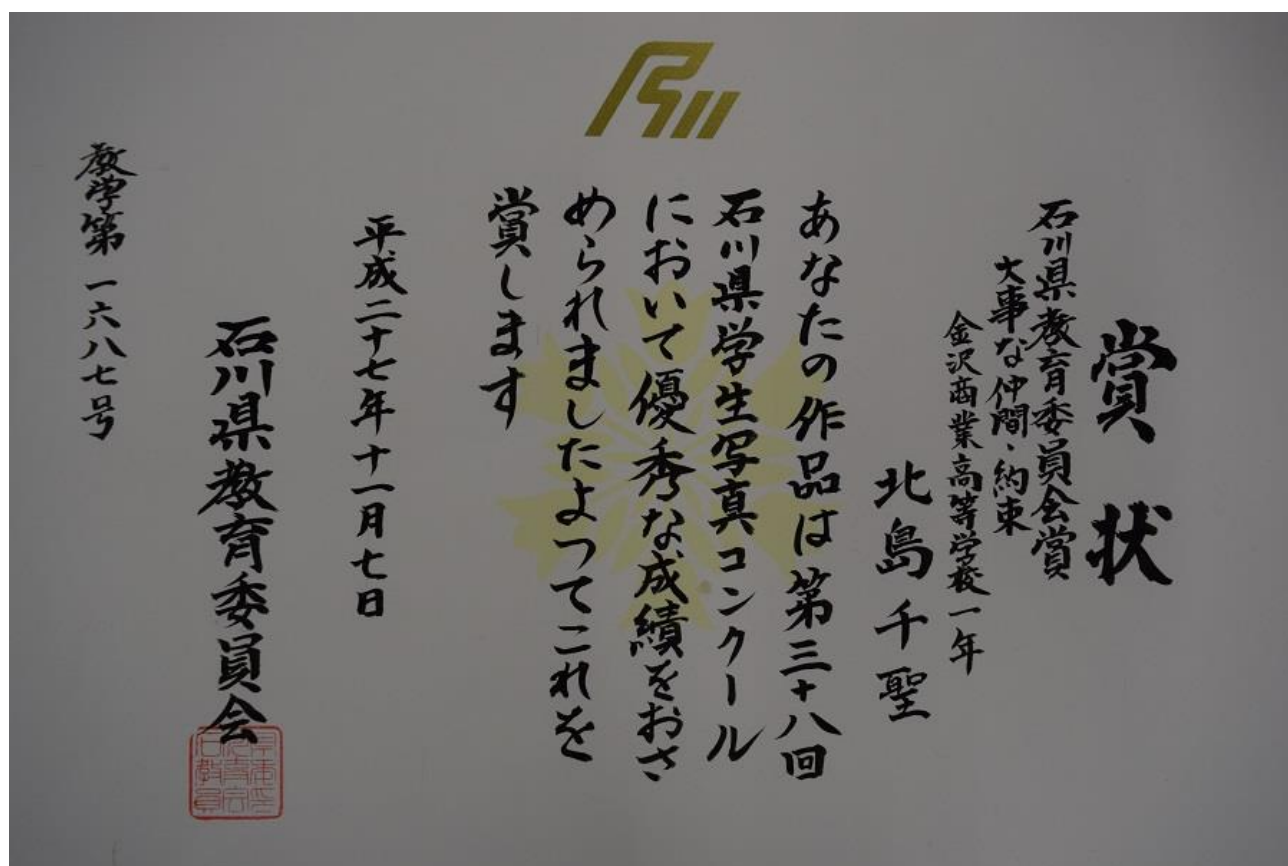 賞状
石川県教育委員会賞
大事な仲間・約束
金沢商業高等学校一年
北島千聖
あなたの作品は第三十八回
石川県学生写真コンクール
において優秀な成績をおさ
められましたよつてこれを
賞します
平成二十七年十一月七日
石川県教育委員会
教学第一六八七号